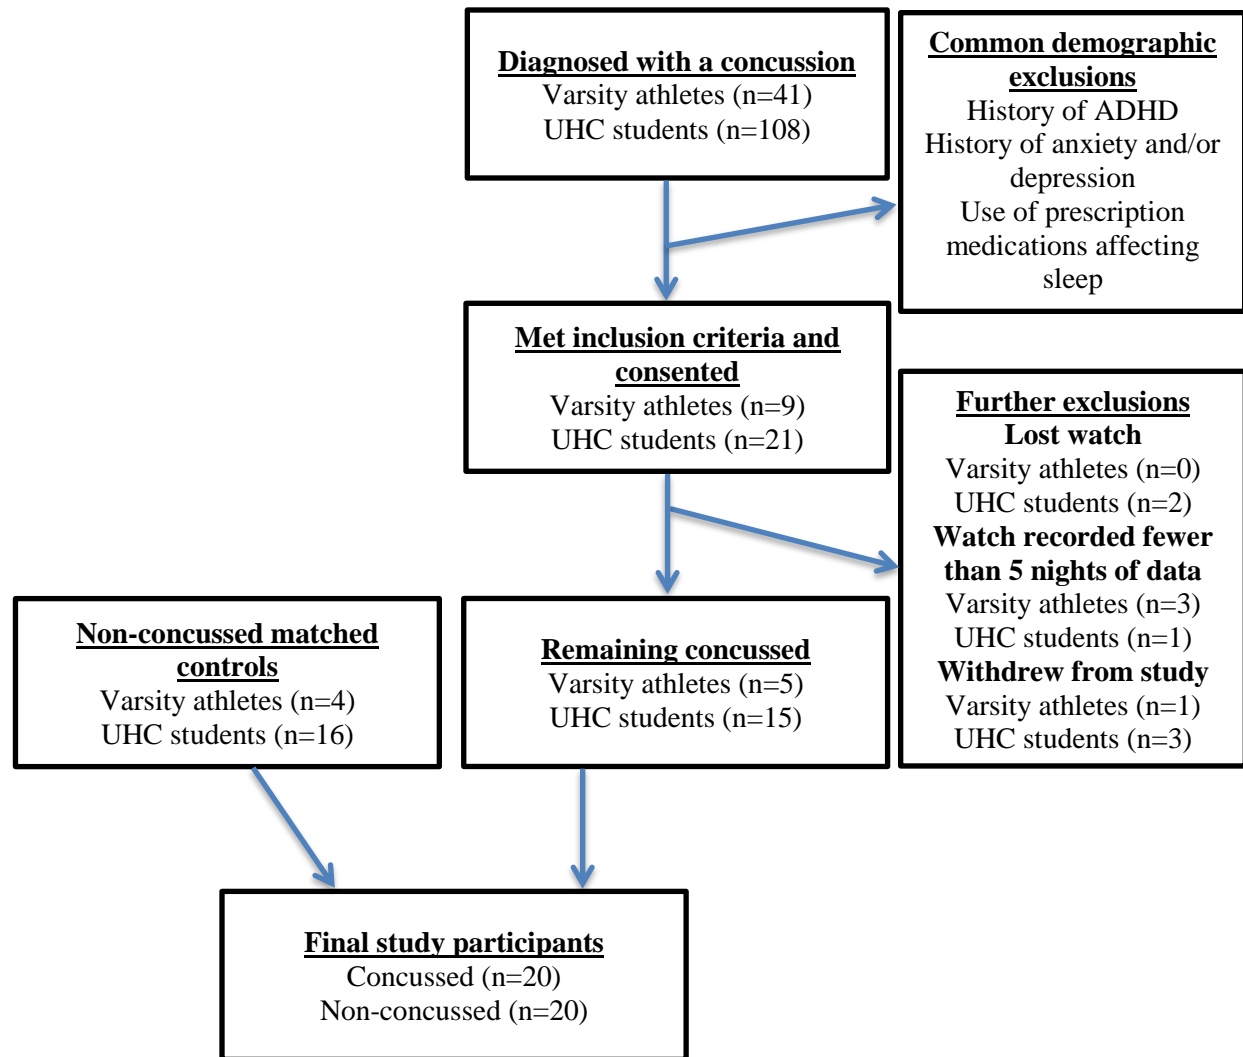 Diagnosed with a concussion
Varsity athletes (n=41)
UHC students (n=108)
Common demographic
exclusions
History of ADHD
History of anxiety and/or
depression
Use of prescription
medications affecting
sleep
Met inclusion criteria and
consented
Varsity athletes (n=9)
UHC students (n=21)
Further exclusions
Lost watch
Varsity athletes (n=0)
UHC students (n=2)
Watch recorded fewer
than 5 nights of data
Varsity athletes (n=3)
UHC students (n=1)
Withdrew from study
Varsity athletes (n=1)
UHC students (n=3)
Non-concussed matched
controls
Varsity athletes (n=4)
UHC students (n=16)
Remaining concussed
Varsity athletes (n=5)
UHC students (n=15)
Final study participants
Concussed (n=20)
Non-concussed (n=20)